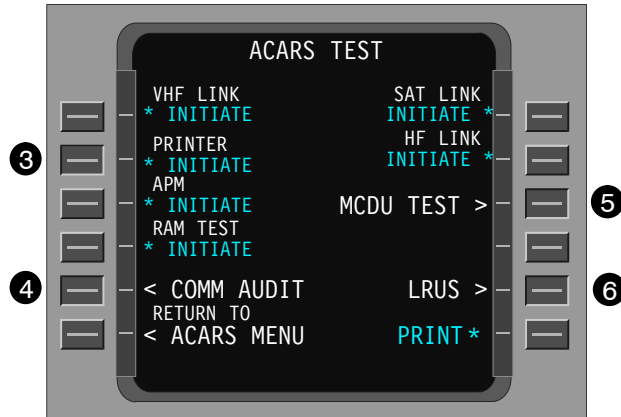 ACARS TEST
VHF LINK SAT LINK
* INITIATE INITIATE *
HF LINK
3 PRINTER
* INITIATE INITIATE *
APM
* INITIATE MCDU TEST > 5
RAM TEST
* INITIATE
4 < COMM AUDIT LRUS > 6
RETURN TO
< ACARS MENU PRINT *